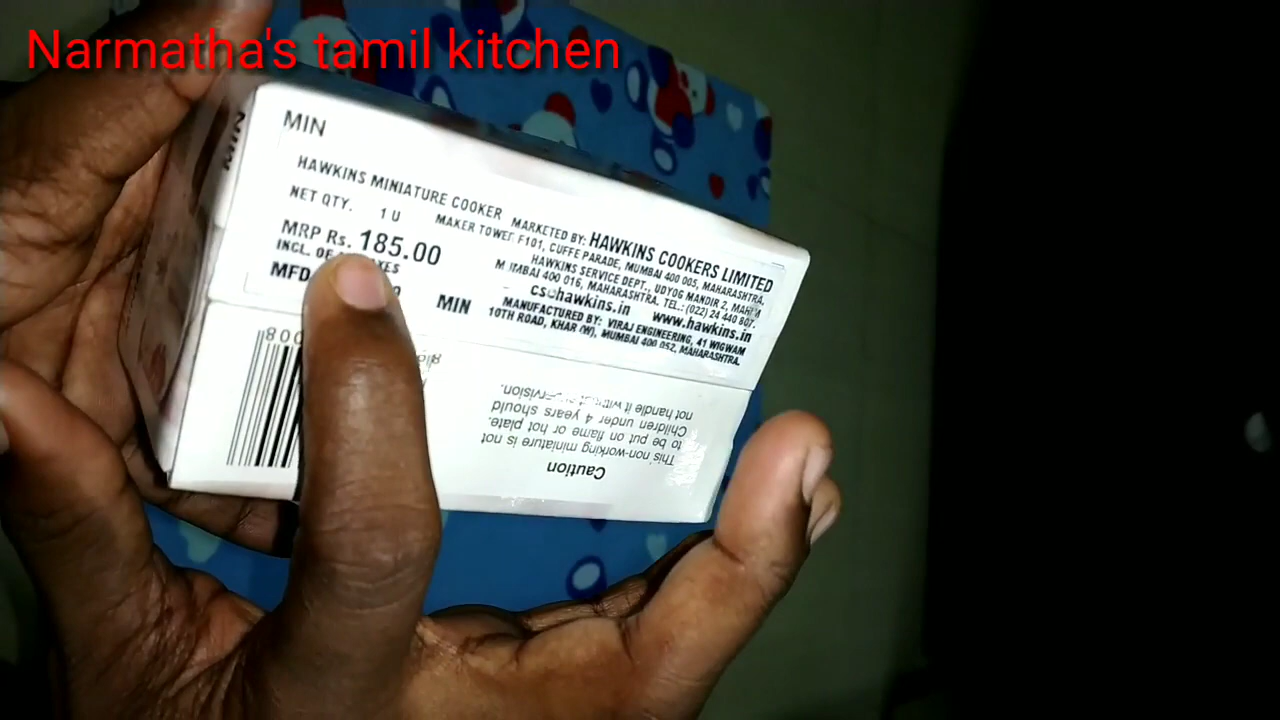 Narmatha's tamil kitchen
MIN
MIN
HAWKINS MINIATURE COOKER
NET QTY. 1 U
MRP Rs. 185.00
INCL. OF
MFD
MIN
MARKETED BY: HAWKINS COOKERS LIMITED
MAKER TOWER F101, CUFFE PARADE, MUMBAI 400 005, MAHARASHTRA.
HAWKINS SERVICE DEPT., UDYOG MANDIR 2, MAHIM
MUMBAI 400 016, MAHARASHTRA. TEL.: (022) 24 440 807.
cs@hawkins.in www.hawkins.in
MANUFACTURED BY: VIRAJ ENGINEERING, 41 WIGWAM
10TH ROAD, KHAR (W), MUMBAI 400 052, MAHARASHTRA.
Caution
This non-working miniature is not
to be put on flame or hot plate.
Children under 4 years should
not handle it without supervision.